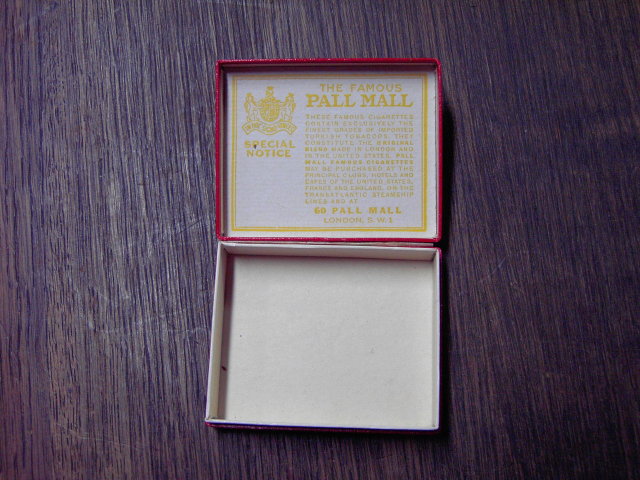 THE FAMOUS
PALL MALL
SPECIAL
NOTICE
THESE FAMOUS CIGARETTES
CONTAIN EXCLUSIVELY THE
FINEST GRADES OF IMPORTED
TURKISH TOBACCOS. THEY
CONSTITUTE THE ORIGINAL
BLEND MADE IN LONDON AND
IN THE UNITED STATES. PALL
MALL FAMOUS CIGARETTES
MAY BE PURCHASED AT THE
PRINCIPAL CLUBS, HOTELS AND
CAFES OF THE UNITED STATES,
FRANCE AND ENGLAND, ON THE
TRANSATLANTIC STEAMSHIP
LINES AND AT
60 PALL MALL
LONDON, S.W.1